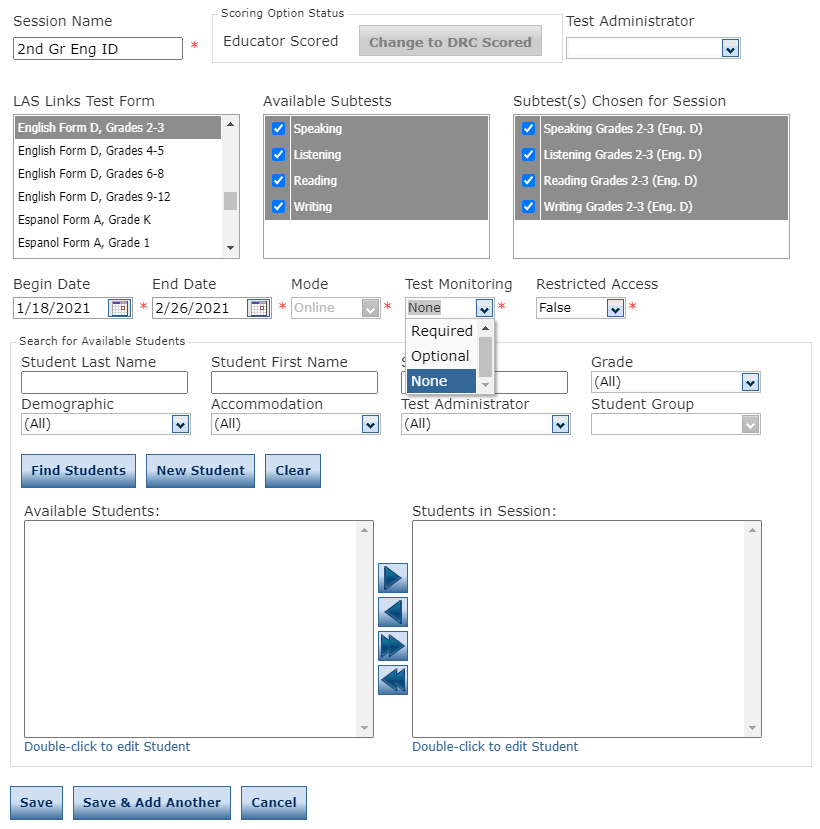 Session Name
2nd Gr Eng ID *
Scoring Option Status
Educator Scored Change to DRC Scored
Test Administrator
LAS Links Test Form
English Form D, Grades 2-3
English Form D, Grades 4-5
English Form D, Grades 6-8
English Form D, Grades 9-12
Espanol Form A, Grade K
Espanol Form A, Grade 1
Available Subtests
Speaking
Listening
Reading
Writing
Subtest(s) Chosen for Session
Speaking Grades 2-3 (Eng. D)
Listening Grades 2-3 (Eng. D)
Reading Grades 2-3 (Eng. D)
Writing Grades 2-3 (Eng. D)
Begin Date End Date Mode Test Monitoring Restricted Access
1/18/2021 * 2/26/2021 * Online * None * False *
Required
Optional
None
Search for Available Students
Student Last Name Student First Name S Grade
(All)
Demographic Accommodation Test Administrator Student Group
(All) (All) (All)
Find Students New Student Clear
Available Students: Students in Session:
Double-click to edit Student Double-click to edit Student
Save Save & Add Another Cancel